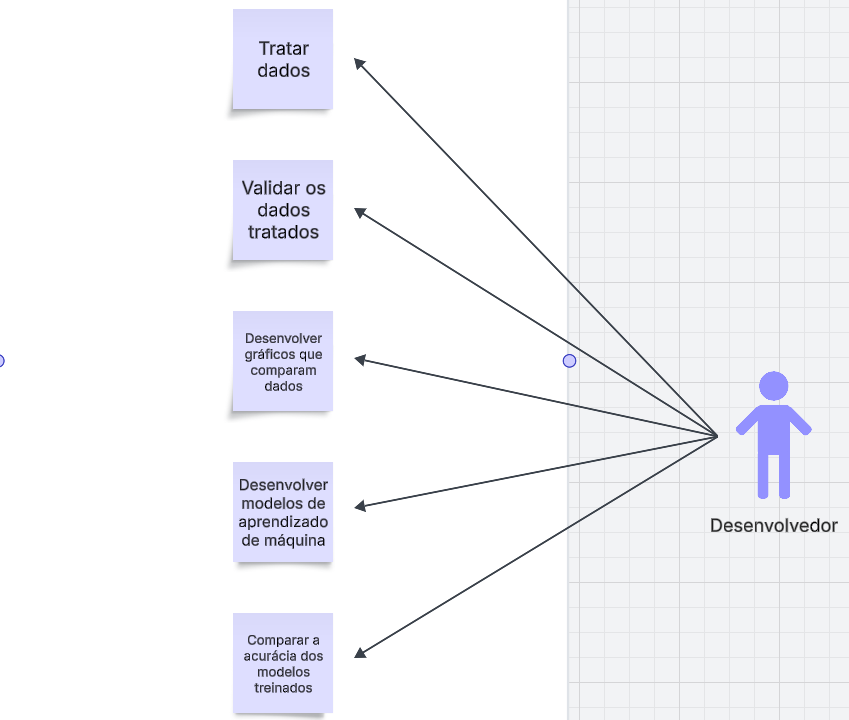 Tratar
dados
Validar os
dados
tratados
Desenvolver
gráficos que
comparam
dados
Desenvolver
modelos de
aprendizado
de máquina
Comparar a
acurácia dos
modelos
treinados
Desenvolvedor